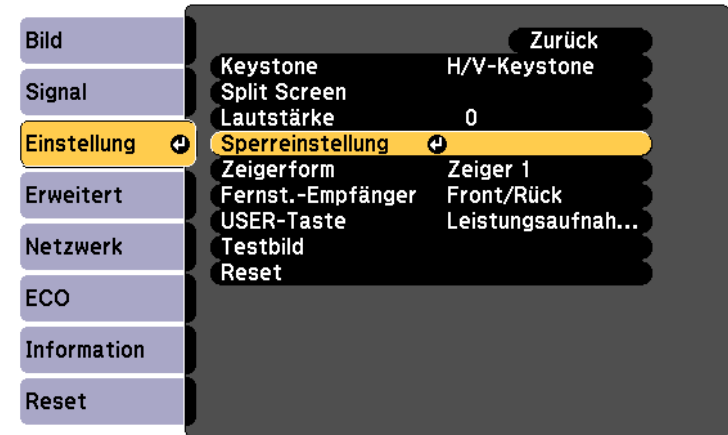 Bild
Signal
Einstellung
Erweitert
Netzwerk
ECO
Information
Reset
Zurück
Keystone H/V-Keystone
Split Screen
Lautstärke 0
Sperreinstellung
Zeigerform Zeiger 1
Fernst.-Empfänger Front/Rück
USER-Taste Leistungsaufnah...
Testbild
Reset